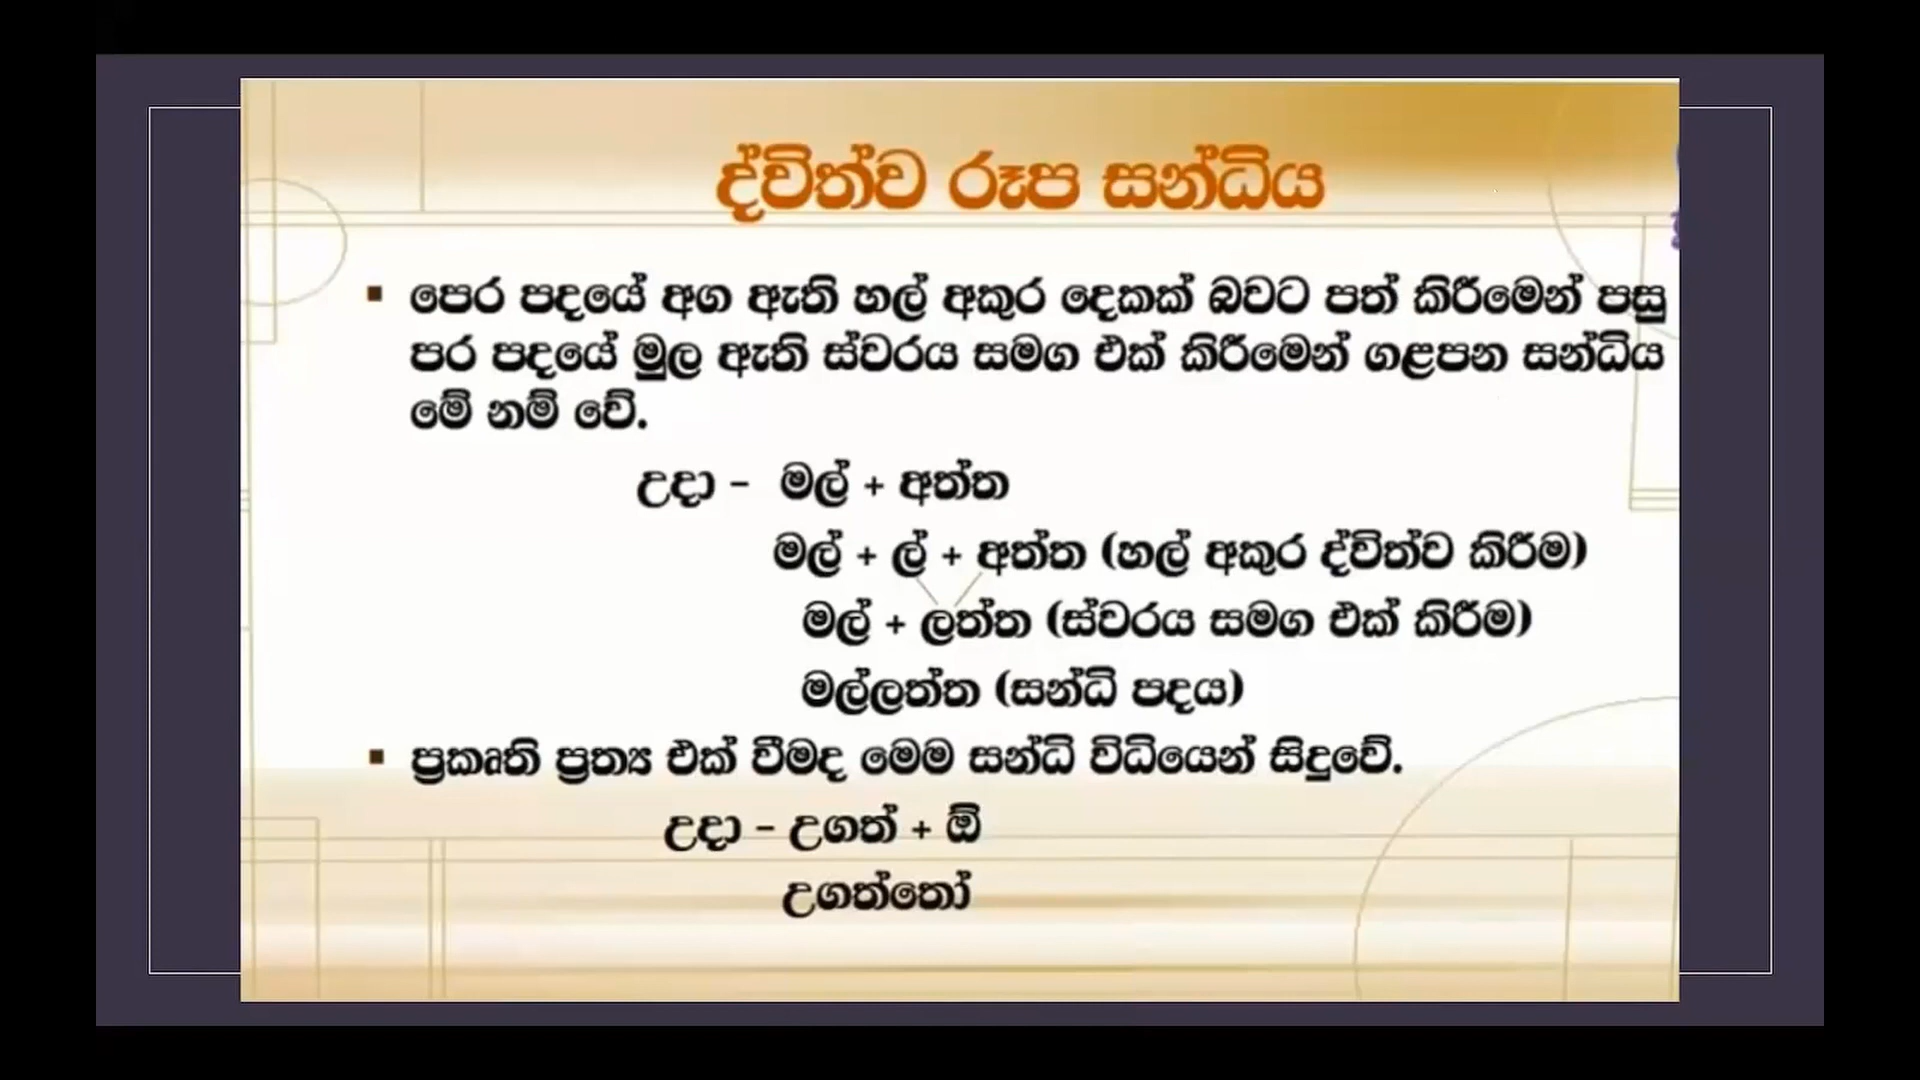 ද්විත්ව රූප සන්ධිය
▪ පෙර පදයේ අග ඇති හල් අකුර දෙකක් බවට පත් කිරීමෙන් පසු
පර පදයේ මුල ඇති ස්වරය සමග එක් කිරීමෙන් ගළපන සන්ධිය
මේ නම් වේ.
උදා - මල් + අත්ත
මල් + ල් + අත්ත (හල් අකුර ද්විත්ව කිරීම)
මල් + ලත්ත (ස්වරය සමග එක් කිරීම)
මල්ලත්ත (සන්ධි පදය)
▪ ප්‍රකෘති ප්‍රත්‍ය එක් වීමද මෙම සන්ධි විධියෙන් සිදුවේ.
උදා - උගත් + ඕ
උගත්තෝ